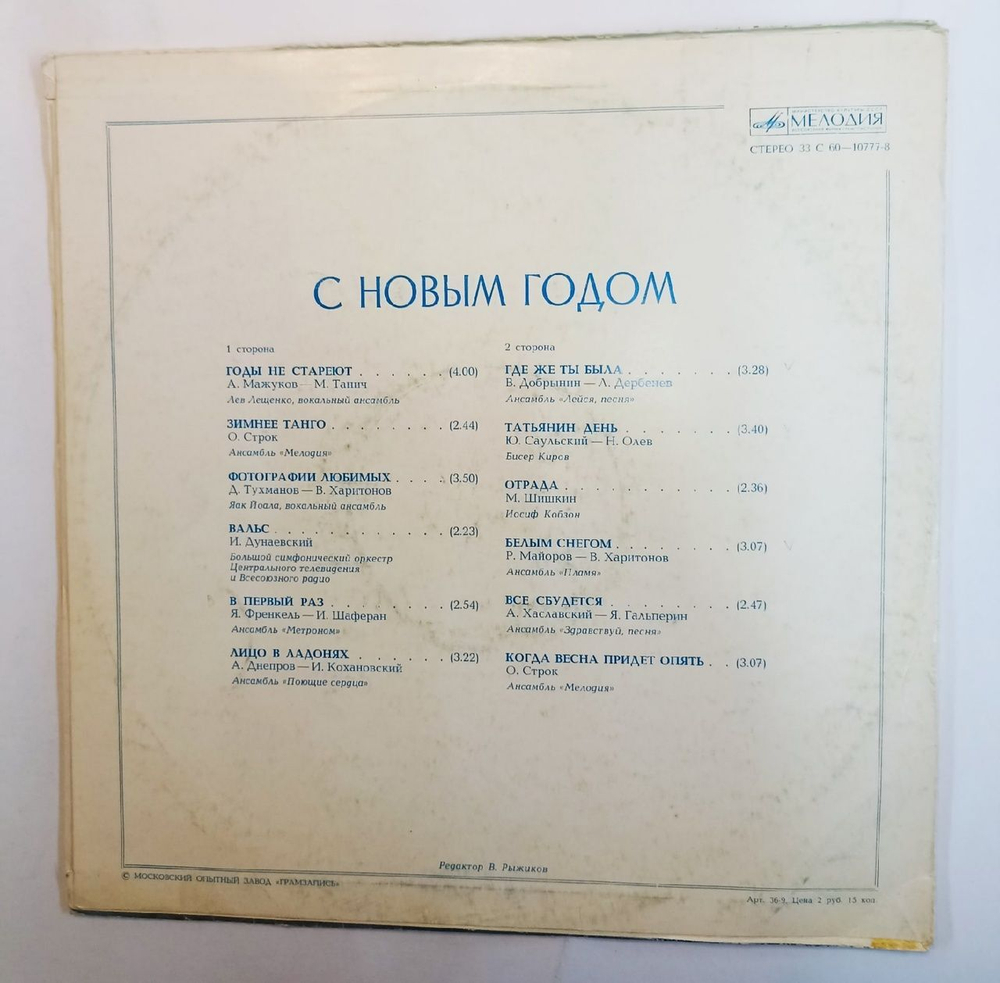 МЕЛОДИЯ
СТЕРЕО 33 С 60—10777-8
С НОВЫМ ГОДОМ
1 сторона
ГОДЫ НЕ СТАРЕЮТ . . . . . . (4.00)
А. Мажуков — М. Танич
Лев Лещенко, вокальный ансамбль
ЗИМНЕЕ ТАНГО . . . . . . . . (2.44)
О. Строк
Ансамбль «Мелодия»
ФОТОГРАФИИ ЛЮБИМЫХ . . . . (3.50)
Д. Тухманов — В. Харитонов
Яак Йоала, вокальный ансамбль
ВАЛЬС . . . . . . . . . . . . (2.23)
И. Дунаевский
Большой симфонический оркестр
Центрального телевидения
и Всесоюзного радио
В ПЕРВЫЙ РАЗ . . . . . . . . (2.54)
Я. Френкель — И. Шаферан
Ансамбль «Метроном»
ЛИЦО В ЛАДОНЯХ . . . . . . (3.22)
А. Днепров — И. Кохановский
Ансамбль «Поющие сердца»
2 сторона
ГДЕ ЖЕ ТЫ БЫЛА . . . . . . . (3.28)
В. Добрынин — Л. Дербенев
Ансамбль «Лейся, песня»
ТАТЬЯНИН ДЕНЬ . . . . . . . (3.40)
Ю. Саульский — Н. Олев
Бисер Киров
ОТРАДА . . . . . . . . . . . (2.36)
М. Шишкин
Иосиф Кобзон
БЕЛЫМ СНЕГОМ . . . . . . . . (3.07)
Р. Майоров — В. Харитонов
Ансамбль «Пламя»
ВСЕ СБУДЕТСЯ . . . . . . . . (2.47)
А. Хаславский — Я. Гальперин
Ансамбль «Здравствуй, песня»
КОГДА ВЕСНА ПРИДЕТ ОПЯТЬ . . (3.07)
О. Строк
Ансамбль «Мелодия»
Редактор В. Рыжиков
© МОСКОВСКИЙ ОПЫТНЫЙ ЗАВОД «ГРАМЗАПИСЬ»
Арт. 36-9. Цена 2 руб. 15 коп.